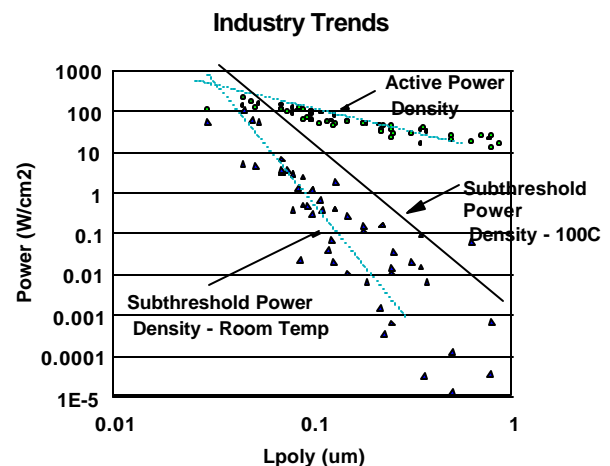 Industry Trends
1000
100
10
1
0.1
0.01
0.001
0.0001
1E-5
Power (W/cm2)
Active Power
Density
Subthreshold
Power
Density - 100C
Subthreshold Power
Density - Room Temp
0.01
0.1
1
Lpoly (um)